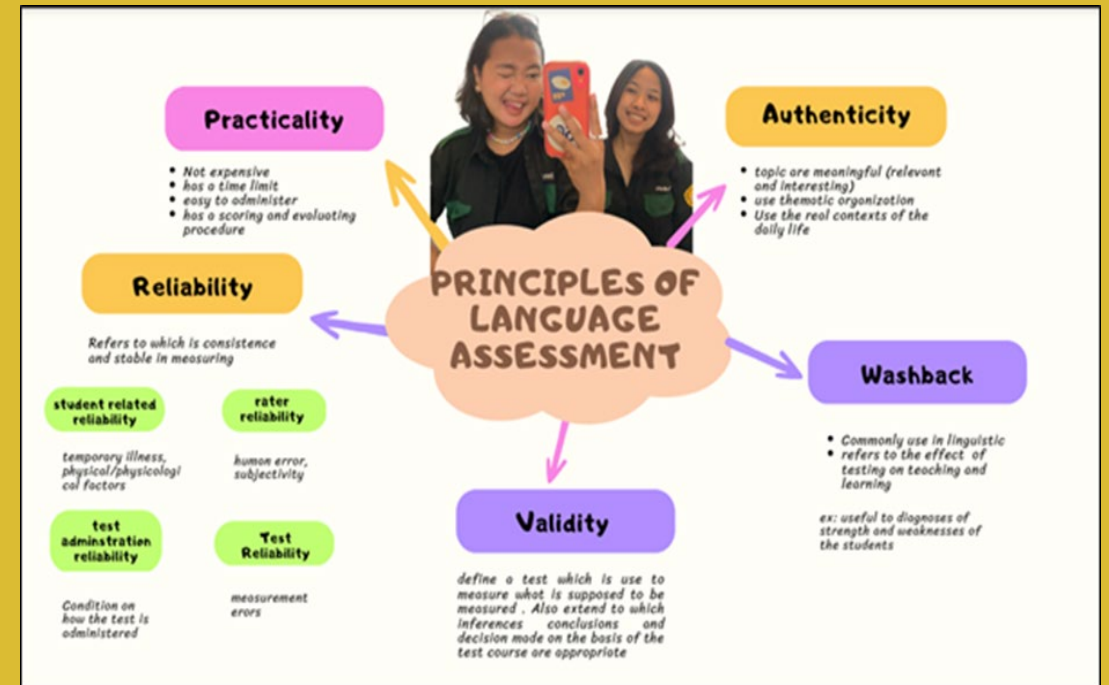 PRINCIPLES OF
LANGUAGE
ASSESSMENT
Practicality
• Not expensive
• has a time limit
• easy to administer
• has a scoring and evaluating
procedure
Authenticity
• topic are meaningful (relevant
and interesting)
• use thematic organization
• Use the real contexts of the
daily life
Reliability
Refers to which is consistence
and stable in measuring
student related
reliability
temporary illness,
physical/physicologi
cal factors
rater
reliability
human error,
subjectivity
test
adminstration
reliability
Condition on
how the test is
administered
Test
Reliability
measurement
erors
Validity
define a test which is use to
measure what is supposed to be
measured . Also extend to which
inferences conclusions and
decision made on the basis of the
test course are appropriate
Washback
• Commonly use in linguistic
• refers to the effect of
testing on teaching and
learning
ex: useful to diagnoses of
strength and weaknesses of
the students